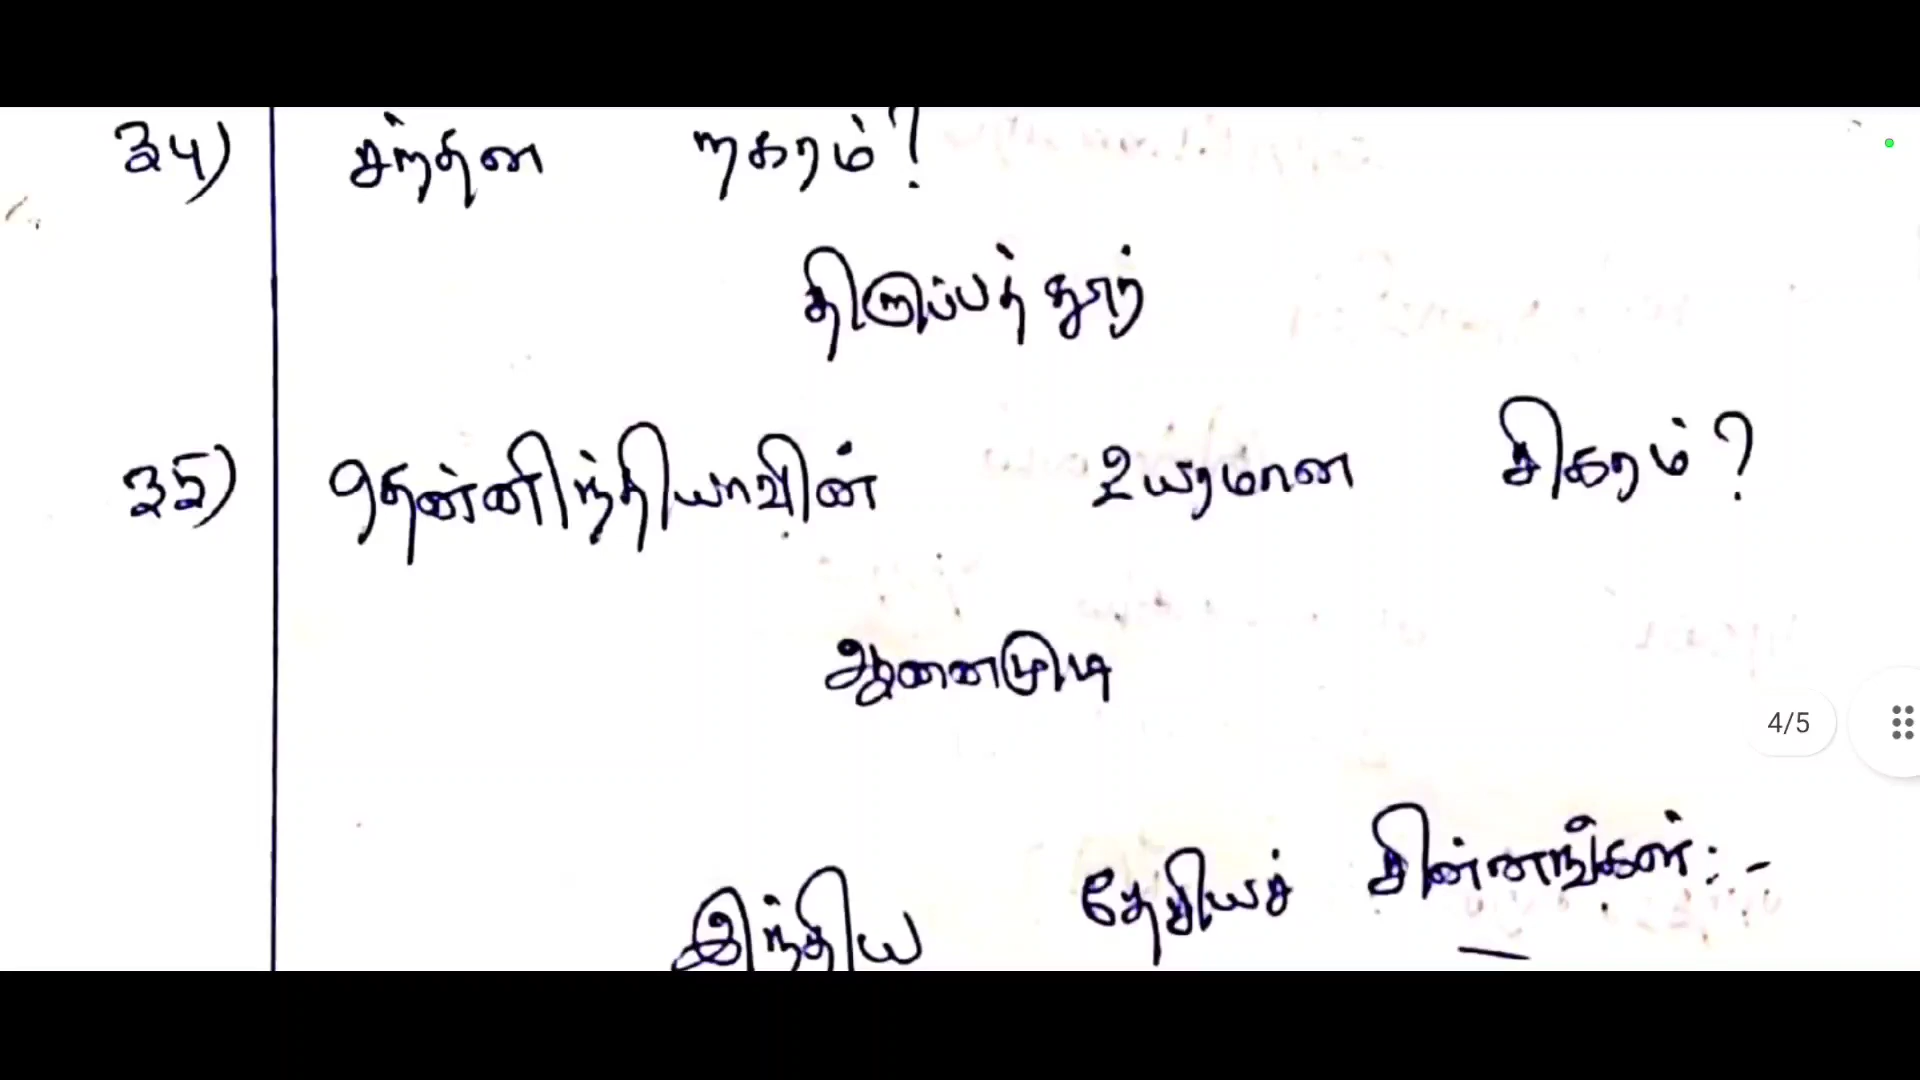 34) சந்தன நகரம்?
திருப்பத்தூர்
35) தென்னிந்தியாவின் உயரமான சிகரம்?
ஆனைமுடி
4/5
இந்திய தேசியச் சின்னங்கள்:-